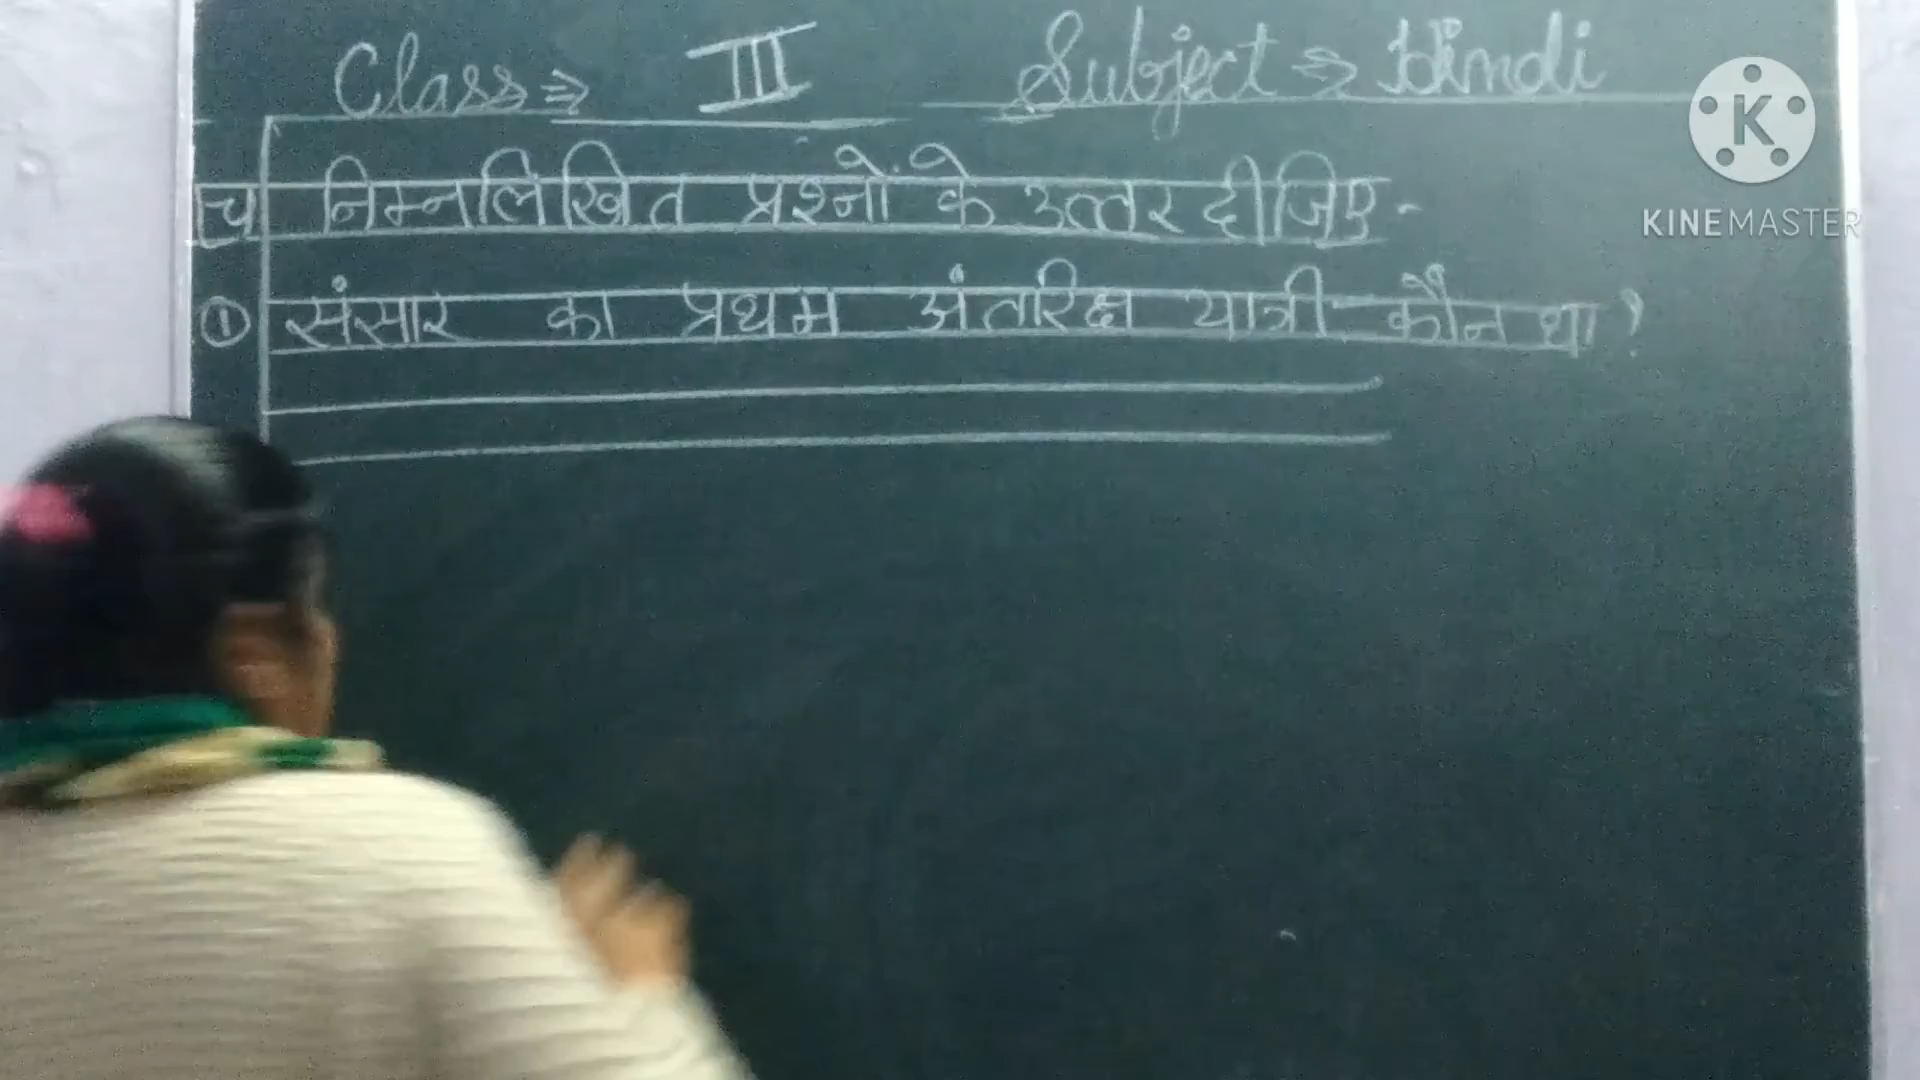 Class⇒ III Subject⇒ Hindi
च निम्नलिखित प्रश्नों के उत्तर दीजिए-
① संसार का प्रथम अंतरिक्ष यात्री कौन था?
K
KINEMASTER